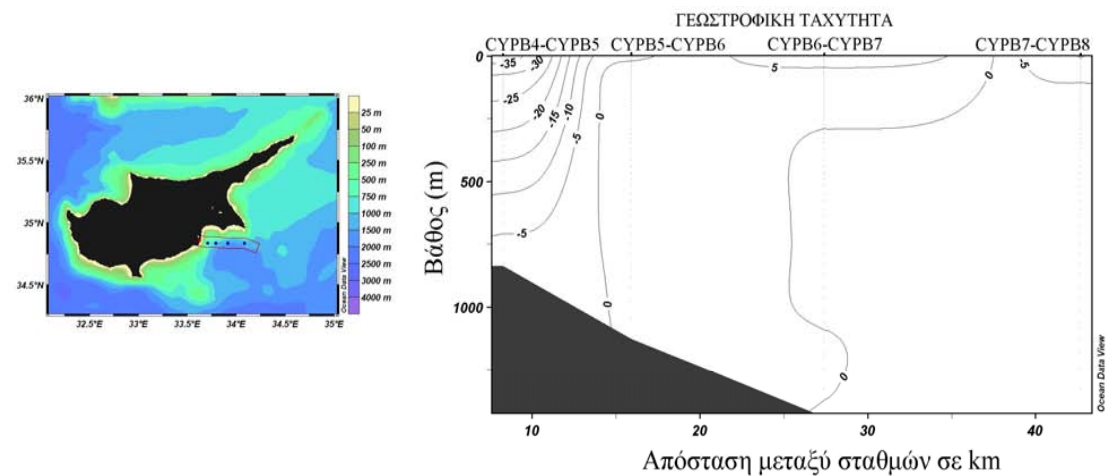 36°N
35.5°N
35°N
34.5°N
32.5°E 33°E 33.5°E 34°E 34.5°E 35°E
25 m
50 m
100 m
250 m
500 m
750 m
1000 m
1500 m
2000 m
3000 m
4000 m
Ocean Data View
ΓΕΩΣΤΡΟΦΙΚΗ ΤΑΧΥΤΗΤΑ
CYPB4-CYPB5 CYPB5-CYPB6 CYPB6-CYPB7 CYPB7-CYPB8
0
500
1000
Βάθος (m)
-35 -30
-25
-20
-15
-10
-5
-5
0
0
5
0
-5
0
10 20 30 40
Απόσταση μεταξύ σταθμών σε km
Ocean Data View